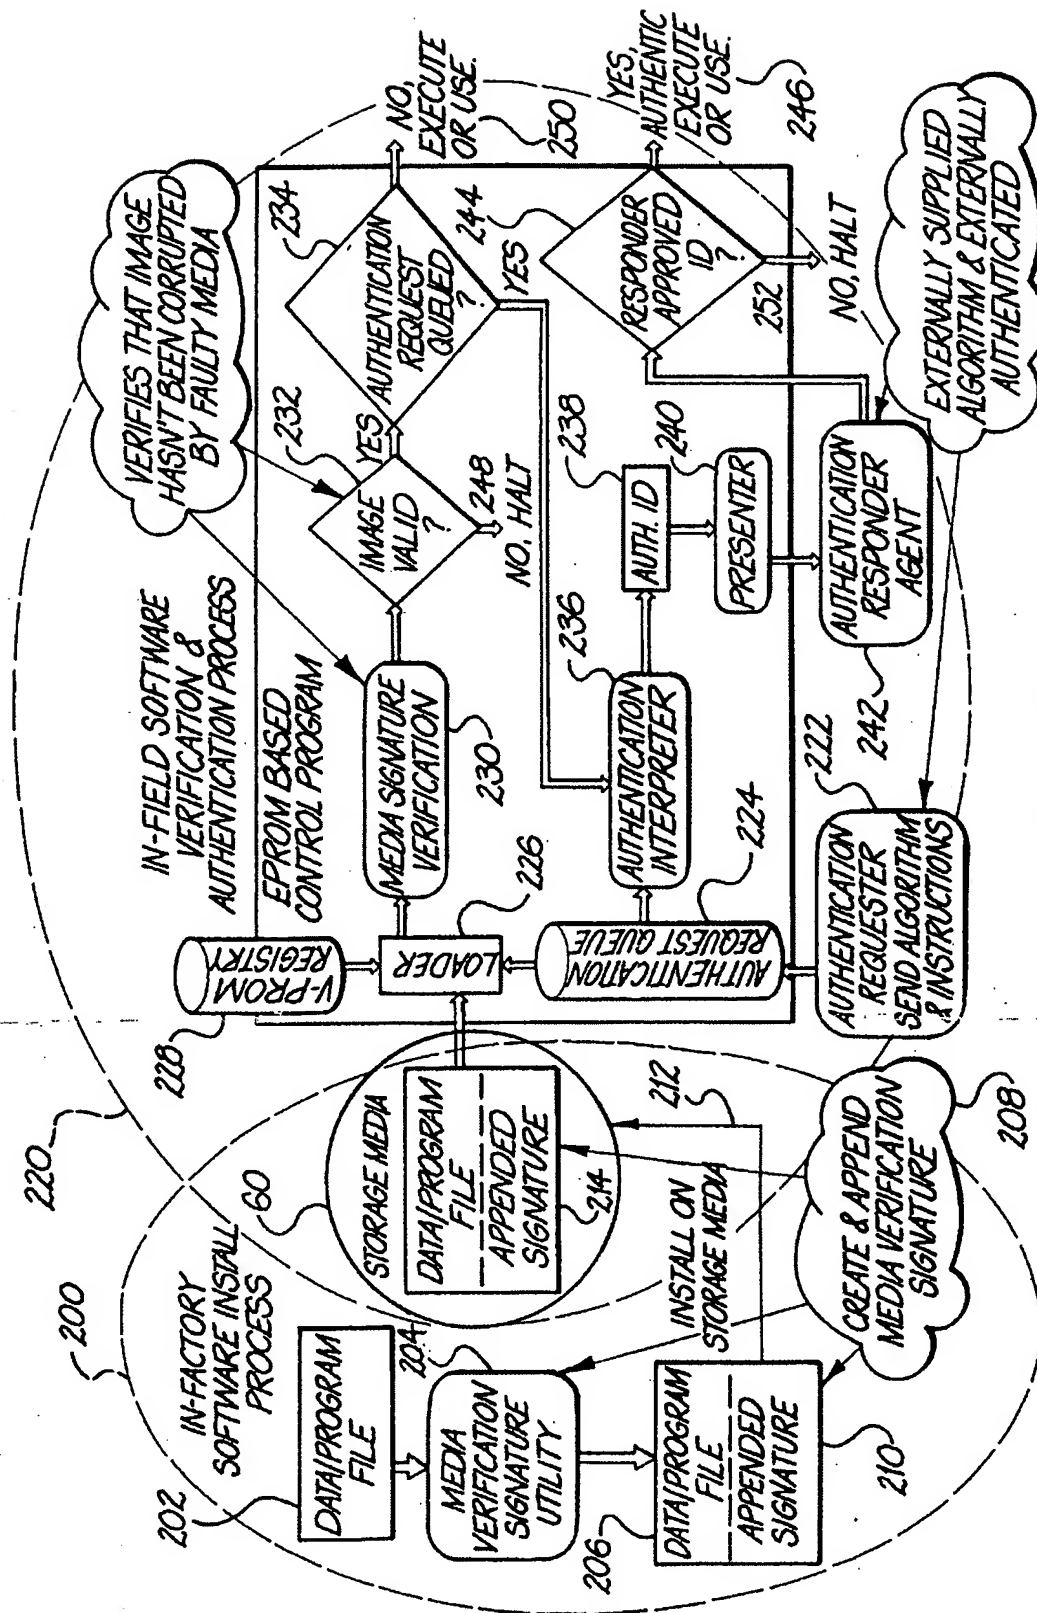 200
IN-FACTORY
SOFTWARE INSTALL
PROCESS
202
DATA/PROGRAM
FILE
204
MEDIA
VERIFICATION
SIGNATURE
UTILITY
206
DATA/PROGRAM
FILE
APPENDED
SIGNATURE
210
60
STORAGE MEDIA
DATA/PROGRAM
FILE
APPENDED
SIGNATURE
214
212
INSTALL ON
STORAGE MEDIA
CREATE & APPEND
MEDIA VERIFICATION
SIGNATURE
208
220
IN-FIELD SOFTWARE
VERIFICATION &
AUTHENTICATION PROCESS
228
V-PROM
REGISTRY
EPROM BASED
CONTROL PROGRAM
LOADER
226
MEDIA SIGNATURE
VERIFICATION
230
VERIFIES THAT IMAGE
HASN'T BEEN CORRUPTED
BY FAULTY MEDIA
232
IMAGE
VALID
?
YES
248
NO, HALT
234
AUTHENTICATION
REQUEST
QUEUED
?
YES
NO,
EXECUTE
OR USE.
250
AUTHENTICATION
REQUEST QUEUE
224
AUTHENTICATION
INTERPRETER
236
AUTH. ID
238
PRESENTER
240
244
RESPONDER
APPROVED
ID
?
YES,
AUTHENTIC
/EXECUTE
OR USE.
246
252
NO, HALT
AUTHENTICATION
REQUESTER
SEND ALGORITHM
& INSTRUCTIONS
222
AUTHENTICATION
RESPONDER
AGENT
242
EXTERNALLY SUPPLIED
ALGORITHM & EXTERNALLY
AUTHENTICATED